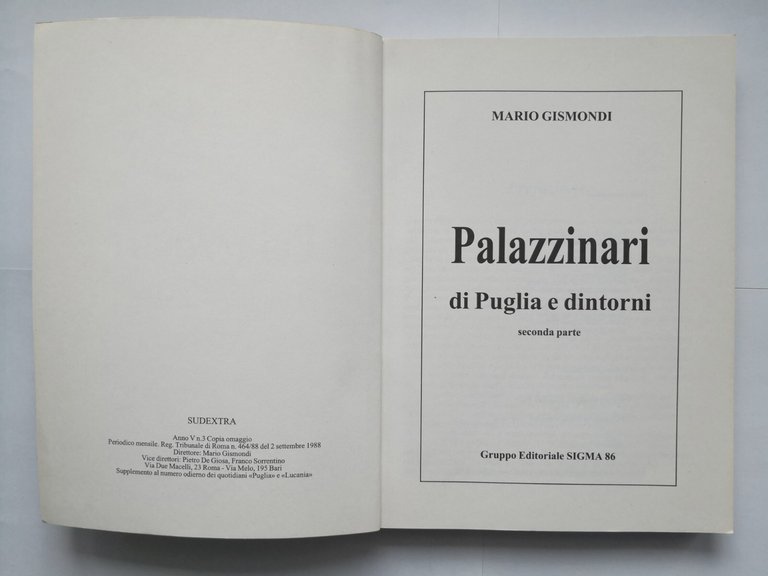 SUDEXTRA
Anno V n.3 Copia omaggio
Periodico mensile. Reg. Tribunale di Roma n. 464/88 del 2 settembre 1988
Direttore: Mario Gismondi
Vice direttori: Pietro De Giosa, Franco Sorrentino
Via Due Macelli, 23 Roma - Via Melo, 195 Bari
Supplemento al numero odierno dei quotidiani «Puglia» e «Lucania»
MARIO GISMONDI
Palazzinari
di Puglia e dintorni
seconda parte
Gruppo Editoriale SIGMA 86